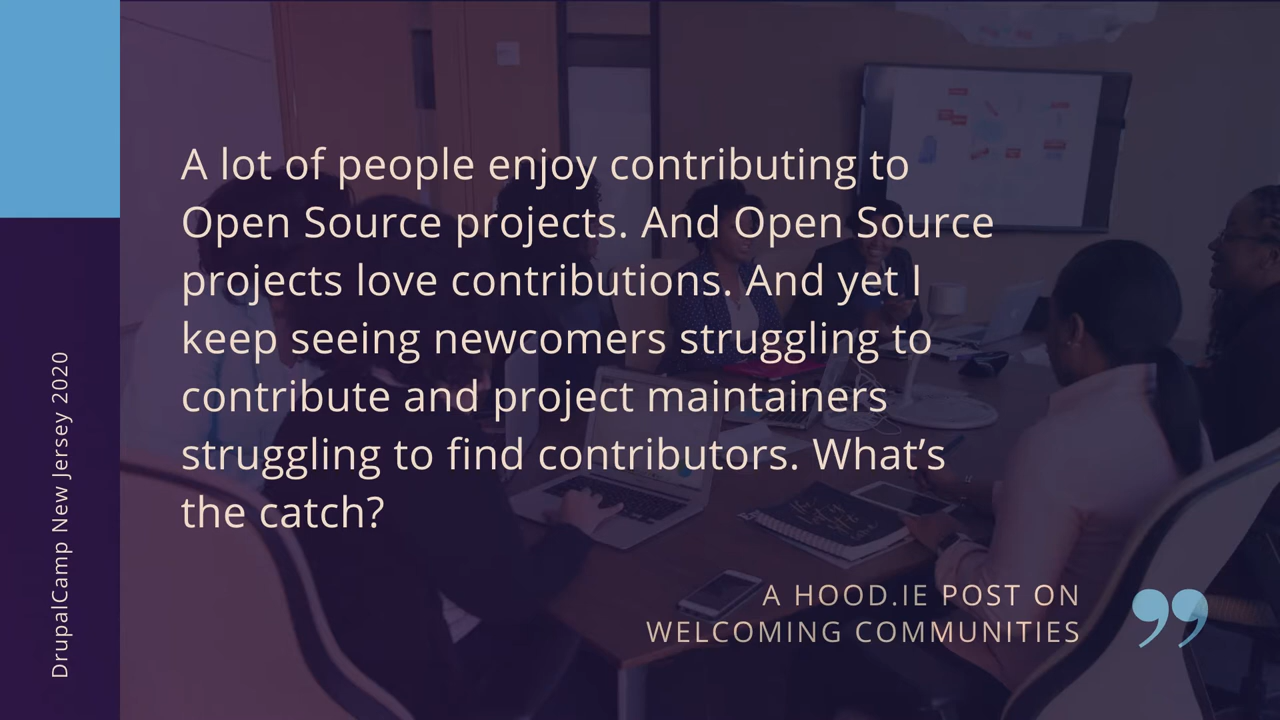 A lot of people enjoy contributing to
Open Source projects. And Open Source
projects love contributions. And yet I
keep seeing newcomers struggling to
contribute and project maintainers
struggling to find contributors. What’s
the catch?
A HOOD.IE POST ON
WELCOMING COMMUNITIES
”
DrupalCamp New Jersey 2020